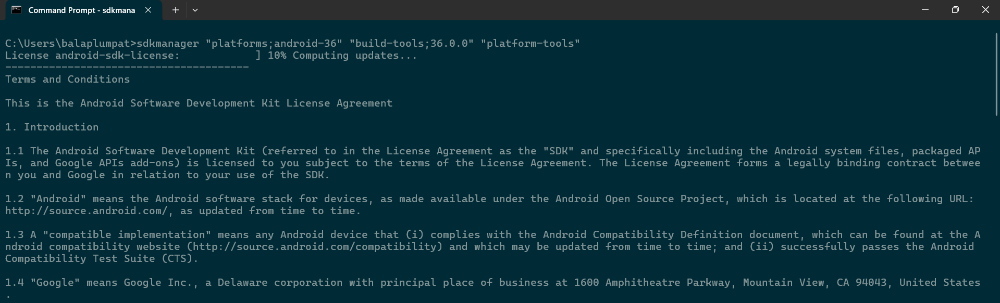 Command Prompt - sdkmana
C:\Users\balaplumpat>sdkmanager "platforms;android-36" "build-tools;36.0.0" "platform-tools"
License android-sdk-license:            ] 10% Computing updates...
---------------------------------------
Terms and Conditions
This is the Android Software Development Kit License Agreement
1. Introduction
1.1 The Android Software Development Kit (referred to in the License Agreement as the "SDK" and specifically including the Android system files, packaged AP
Is, and Google APIs add-ons) is licensed to you subject to the terms of the License Agreement. The License Agreement forms a legally binding contract betwee
n you and Google in relation to your use of the SDK.
1.2 "Android" means the Android software stack for devices, as made available under the Android Open Source Project, which is located at the following URL:
http://source.android.com/, as updated from time to time.
1.3 A "compatible implementation" means any Android device that (i) complies with the Android Compatibility Definition document, which can be found at the A
ndroid compatibility website (http://source.android.com/compatibility) and which may be updated from time to time; and (ii) successfully passes the Android
Compatibility Test Suite (CTS).
1.4 "Google" means Google Inc., a Delaware corporation with principal place of business at 1600 Amphitheatre Parkway, Mountain View, CA 94043, United States
.